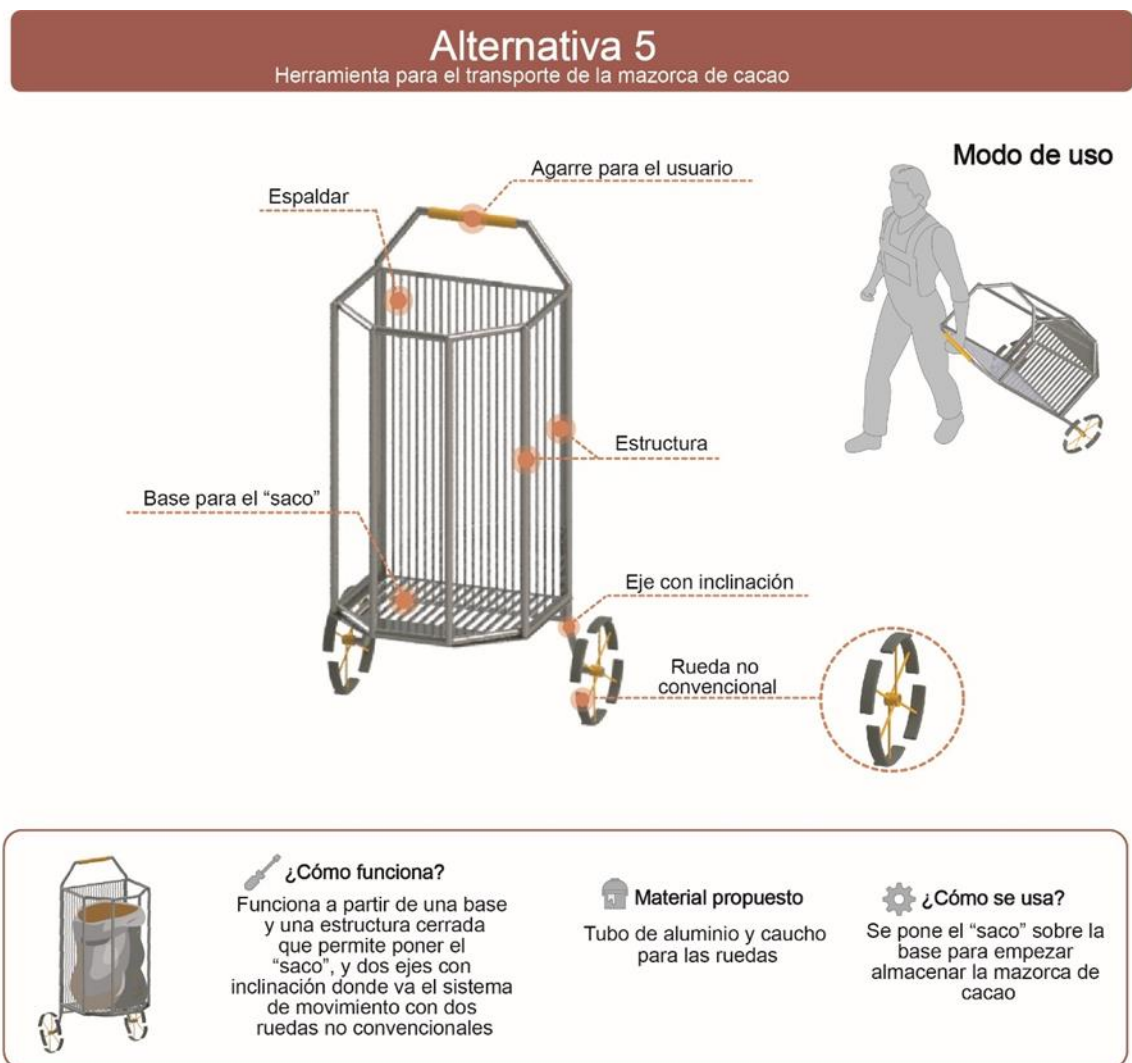 Alternativa 5
Herramienta para el transporte de la mazorca de cacao
Modo de uso
Agarre para el usuario
Espaldar
Estructura
Base para el “saco”
Eje con inclinación
Rueda no
convencional
¿Cómo funciona?
Funciona a partir de una base
y una estructura cerrada
que permite poner el
“saco”, y dos ejes con
inclinación donde va el sistema
de movimiento con dos
ruedas no convencionales
Material propuesto
Tubo de aluminio y caucho
para las ruedas
¿Cómo se usa?
Se pone el “saco” sobre la
base para empezar
almacenar la mazorca de
cacao